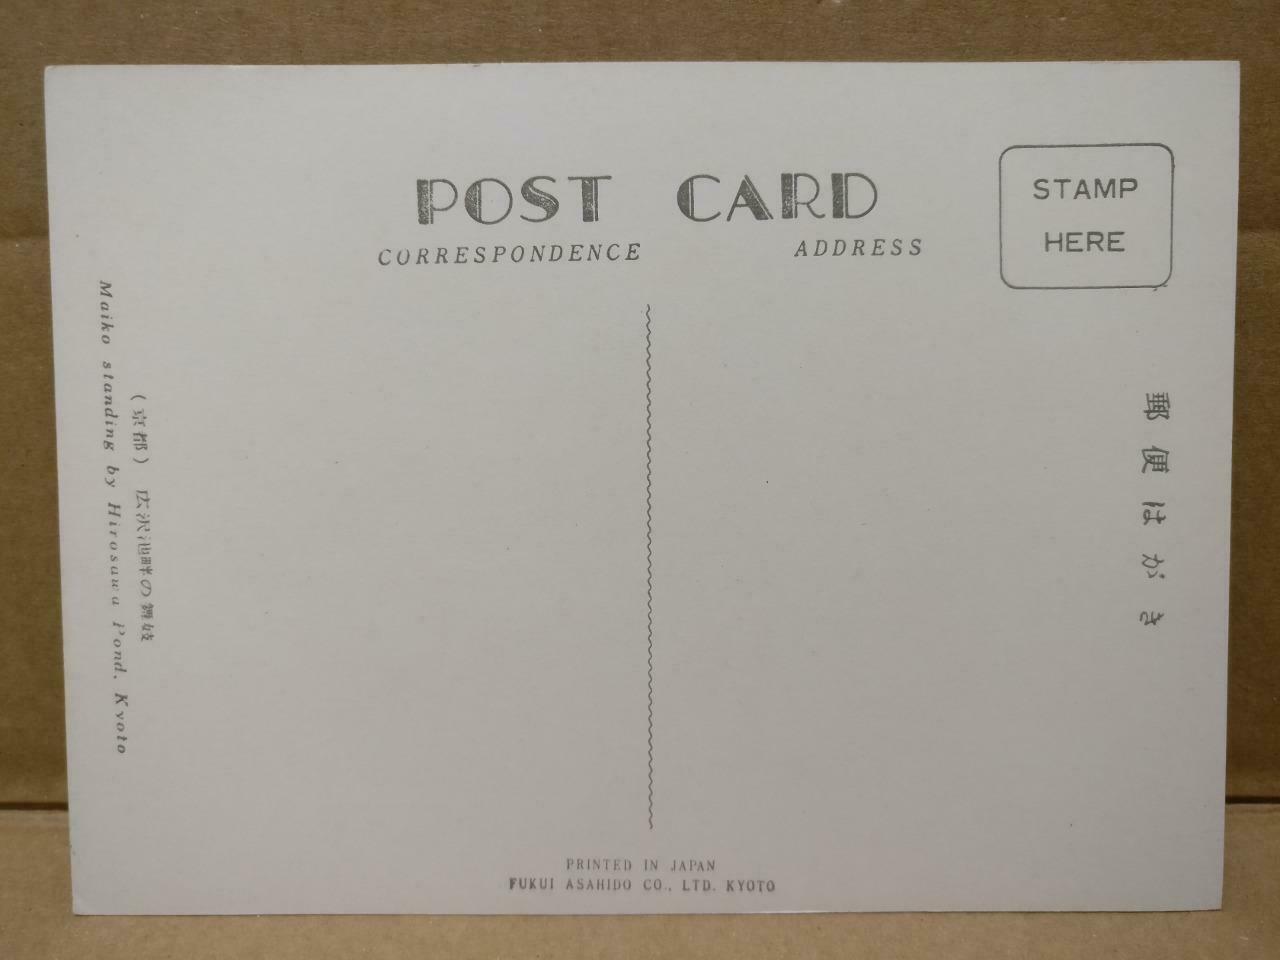 POST CARD
CORRESPONDENCE ADDRESS
STAMP
HERE
郵便はがき
(京都) 広沢池畔の舞妓
Maiko standing by Hirosawa Pond, Kyoto
PRINTED IN JAPAN
FUKUI ASAHIDO CO., LTD. KYOTO